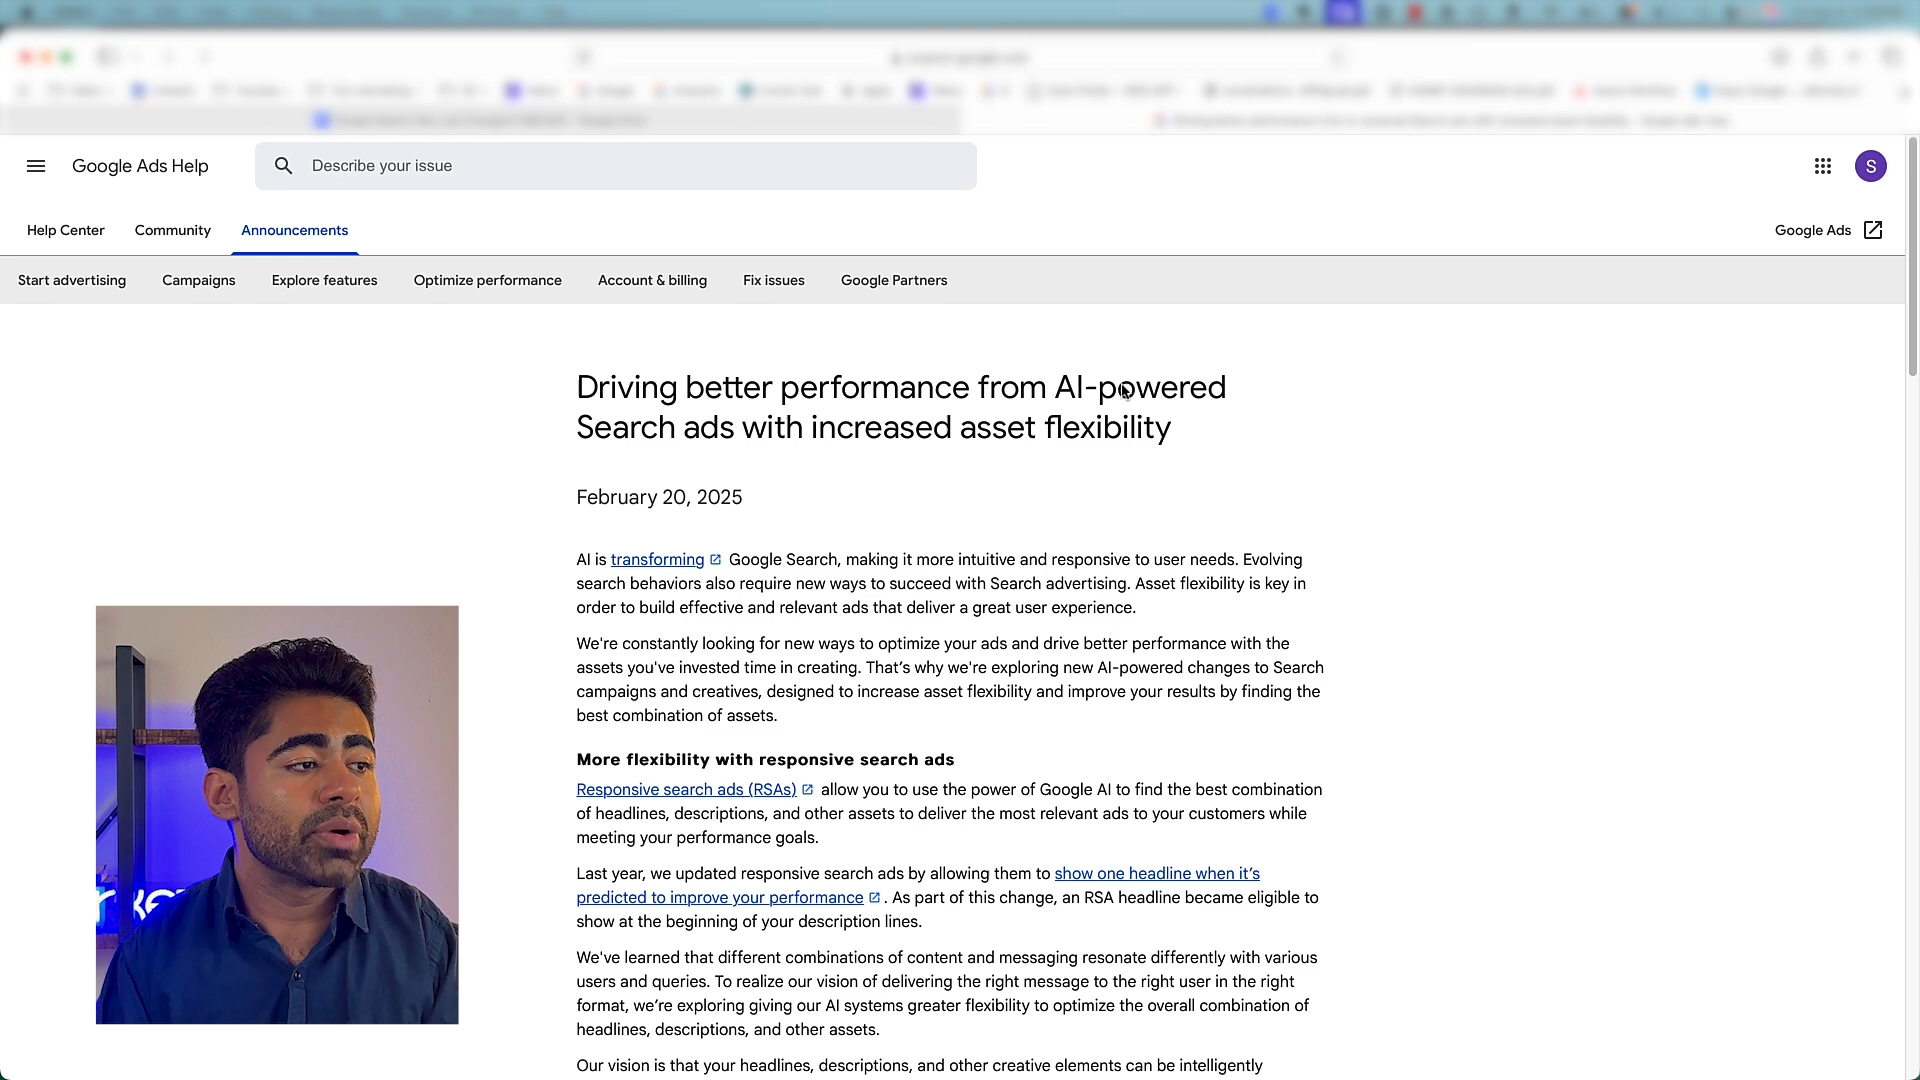 Google Ads Help
Describe your issue
S
Help Center
Community
Announcements
Google Ads
Start advertising
Campaigns
Explore features
Optimize performance
Account & billing
Fix issues
Google Partners
Driving better performance from AI-powered
Search ads with increased asset flexibility
February 20, 2025
AI is transforming Google Search, making it more intuitive and responsive to user needs. Evolving
search behaviors also require new ways to succeed with Search advertising. Asset flexibility is key in
order to build effective and relevant ads that deliver a great user experience.
We're constantly looking for new ways to optimize your ads and drive better performance with the
assets you've invested time in creating. That’s why we're exploring new AI-powered changes to Search
campaigns and creatives, designed to increase asset flexibility and improve your results by finding the
best combination of assets.
More flexibility with responsive search ads
Responsive search ads (RSAs) allow you to use the power of Google AI to find the best combination
of headlines, descriptions, and other assets to deliver the most relevant ads to your customers while
meeting your performance goals.
Last year, we updated responsive search ads by allowing them to show one headline when it’s
predicted to improve your performance . As part of this change, an RSA headline became eligible to
show at the beginning of your description lines.
We've learned that different combinations of content and messaging resonate differently with various
users and queries. To realize our vision of delivering the right message to the right user in the right
format, we’re exploring giving our AI systems greater flexibility to optimize the overall combination of
headlines, descriptions, and other assets.
Our vision is that your headlines, descriptions, and other creative elements can be intelligently